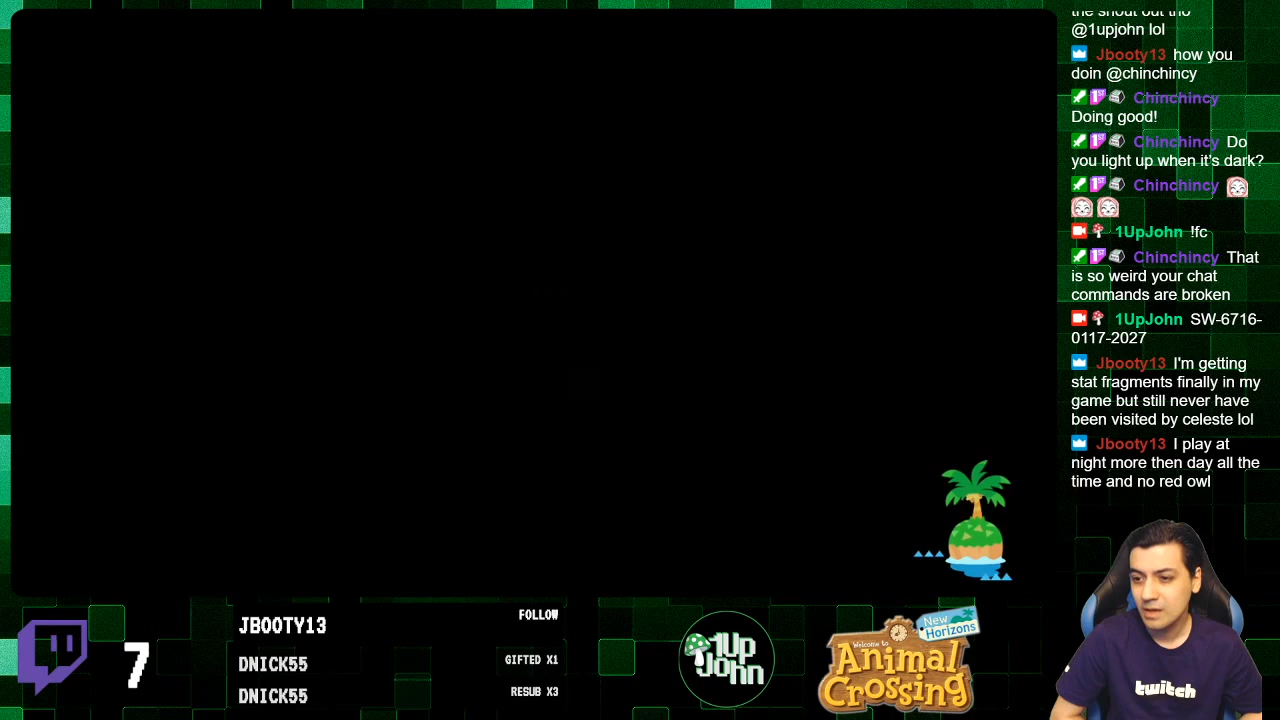 the shout out tho
@1upjohn lol
Jbooty13 how you
doin @chinchincy
Chinchincy
Doing good!
Chinchincy Do
you light up when it's dark?
Chinchincy
1UpJohn !fc
Chinchincy That
is so weird your chat
commands are broken
1UpJohn SW-6716-
0117-2027
Jbooty13 I'm getting
stat fragments finally in my
game but still never have
been visited by celeste lol
Jbooty13 I play at
night more then day all the
time and no red owl
7
JBOOTY13 FOLLOW
DNICK55 GIFTED X1
DNICK55 RESUB X3
1Up
John
New
Horizons
Welcome to
Animal
Crossing
twitch